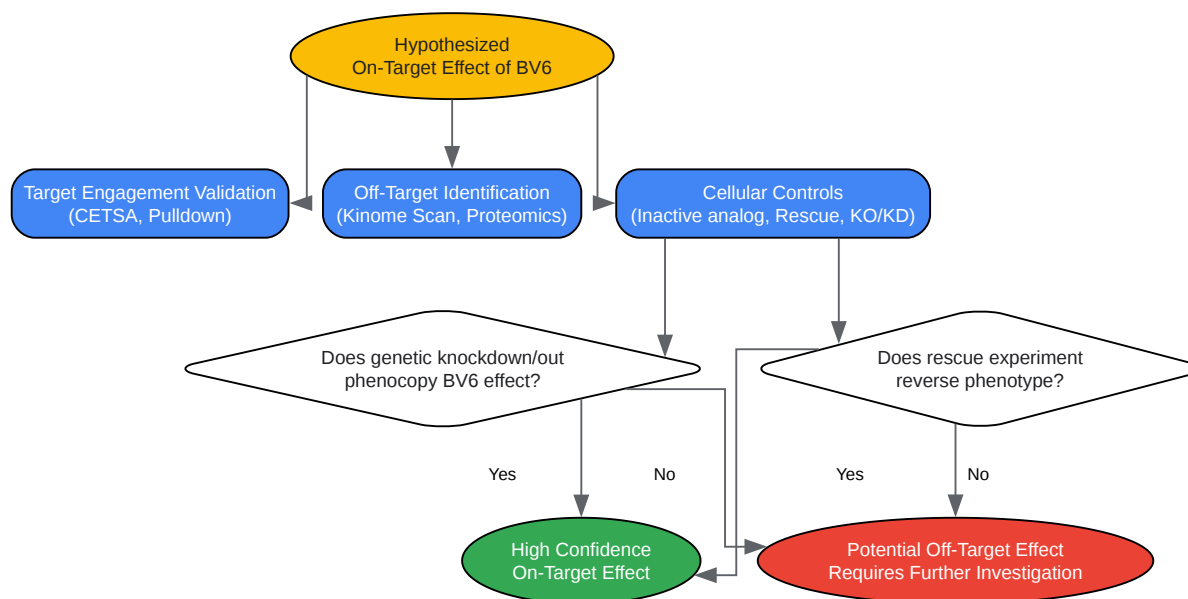 Hypothesized
On-Target Effect of BV6
Target Engagement Validation
(CETSA, Pulldown)
Off-Target Identification
(Kinome Scan, Proteomics)
Cellular Controls
(Inactive analog, Rescue, KO/KD)
Does genetic knockdown/out
phenocopy BV6 effect?
Does rescue experiment
reverse phenotype?
Yes
No
Yes
No
High Confidence
On-Target Effect
Potential Off-Target Effect
Requires Further Investigation